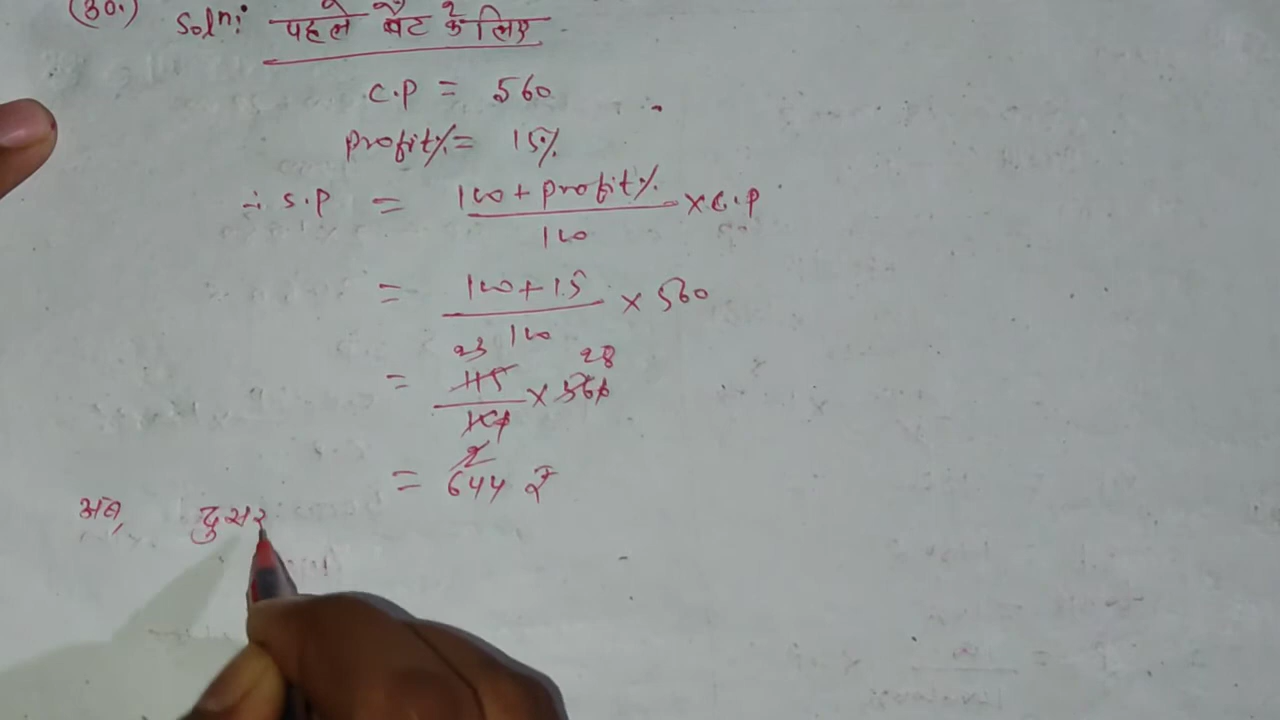 (30.) Solⁿ: पहले बैट के लिए
C.P = 560
profit% = 15%
∴ S.P = 100 + profit% / 100 × C.P
= 100 + 15 / 100 × 560
23 28
= 115 / 100 × 560
2
= 644 ₹
अब, दुसर